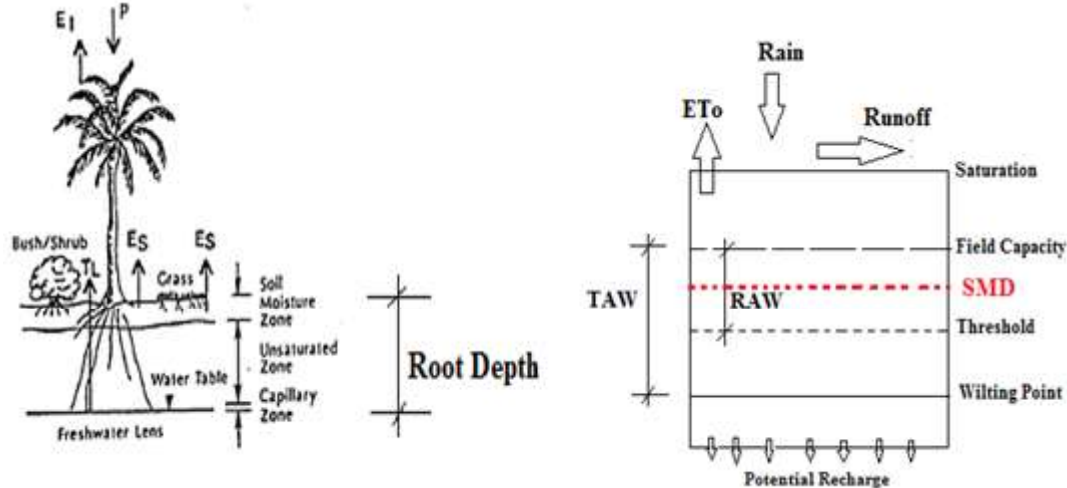 EI
P
Bush/Shrub
TL
ES
Grass
ES
Soil
Moisture
Zone
Unsaturated
Zone
Water Table
Capillary
Zone
Freshwater Lens
Root Depth
Rain
ETo
Runoff
Saturation
Field Capacity
TAW
RAW
SMD
Threshold
Wilting Point
Potential Recharge